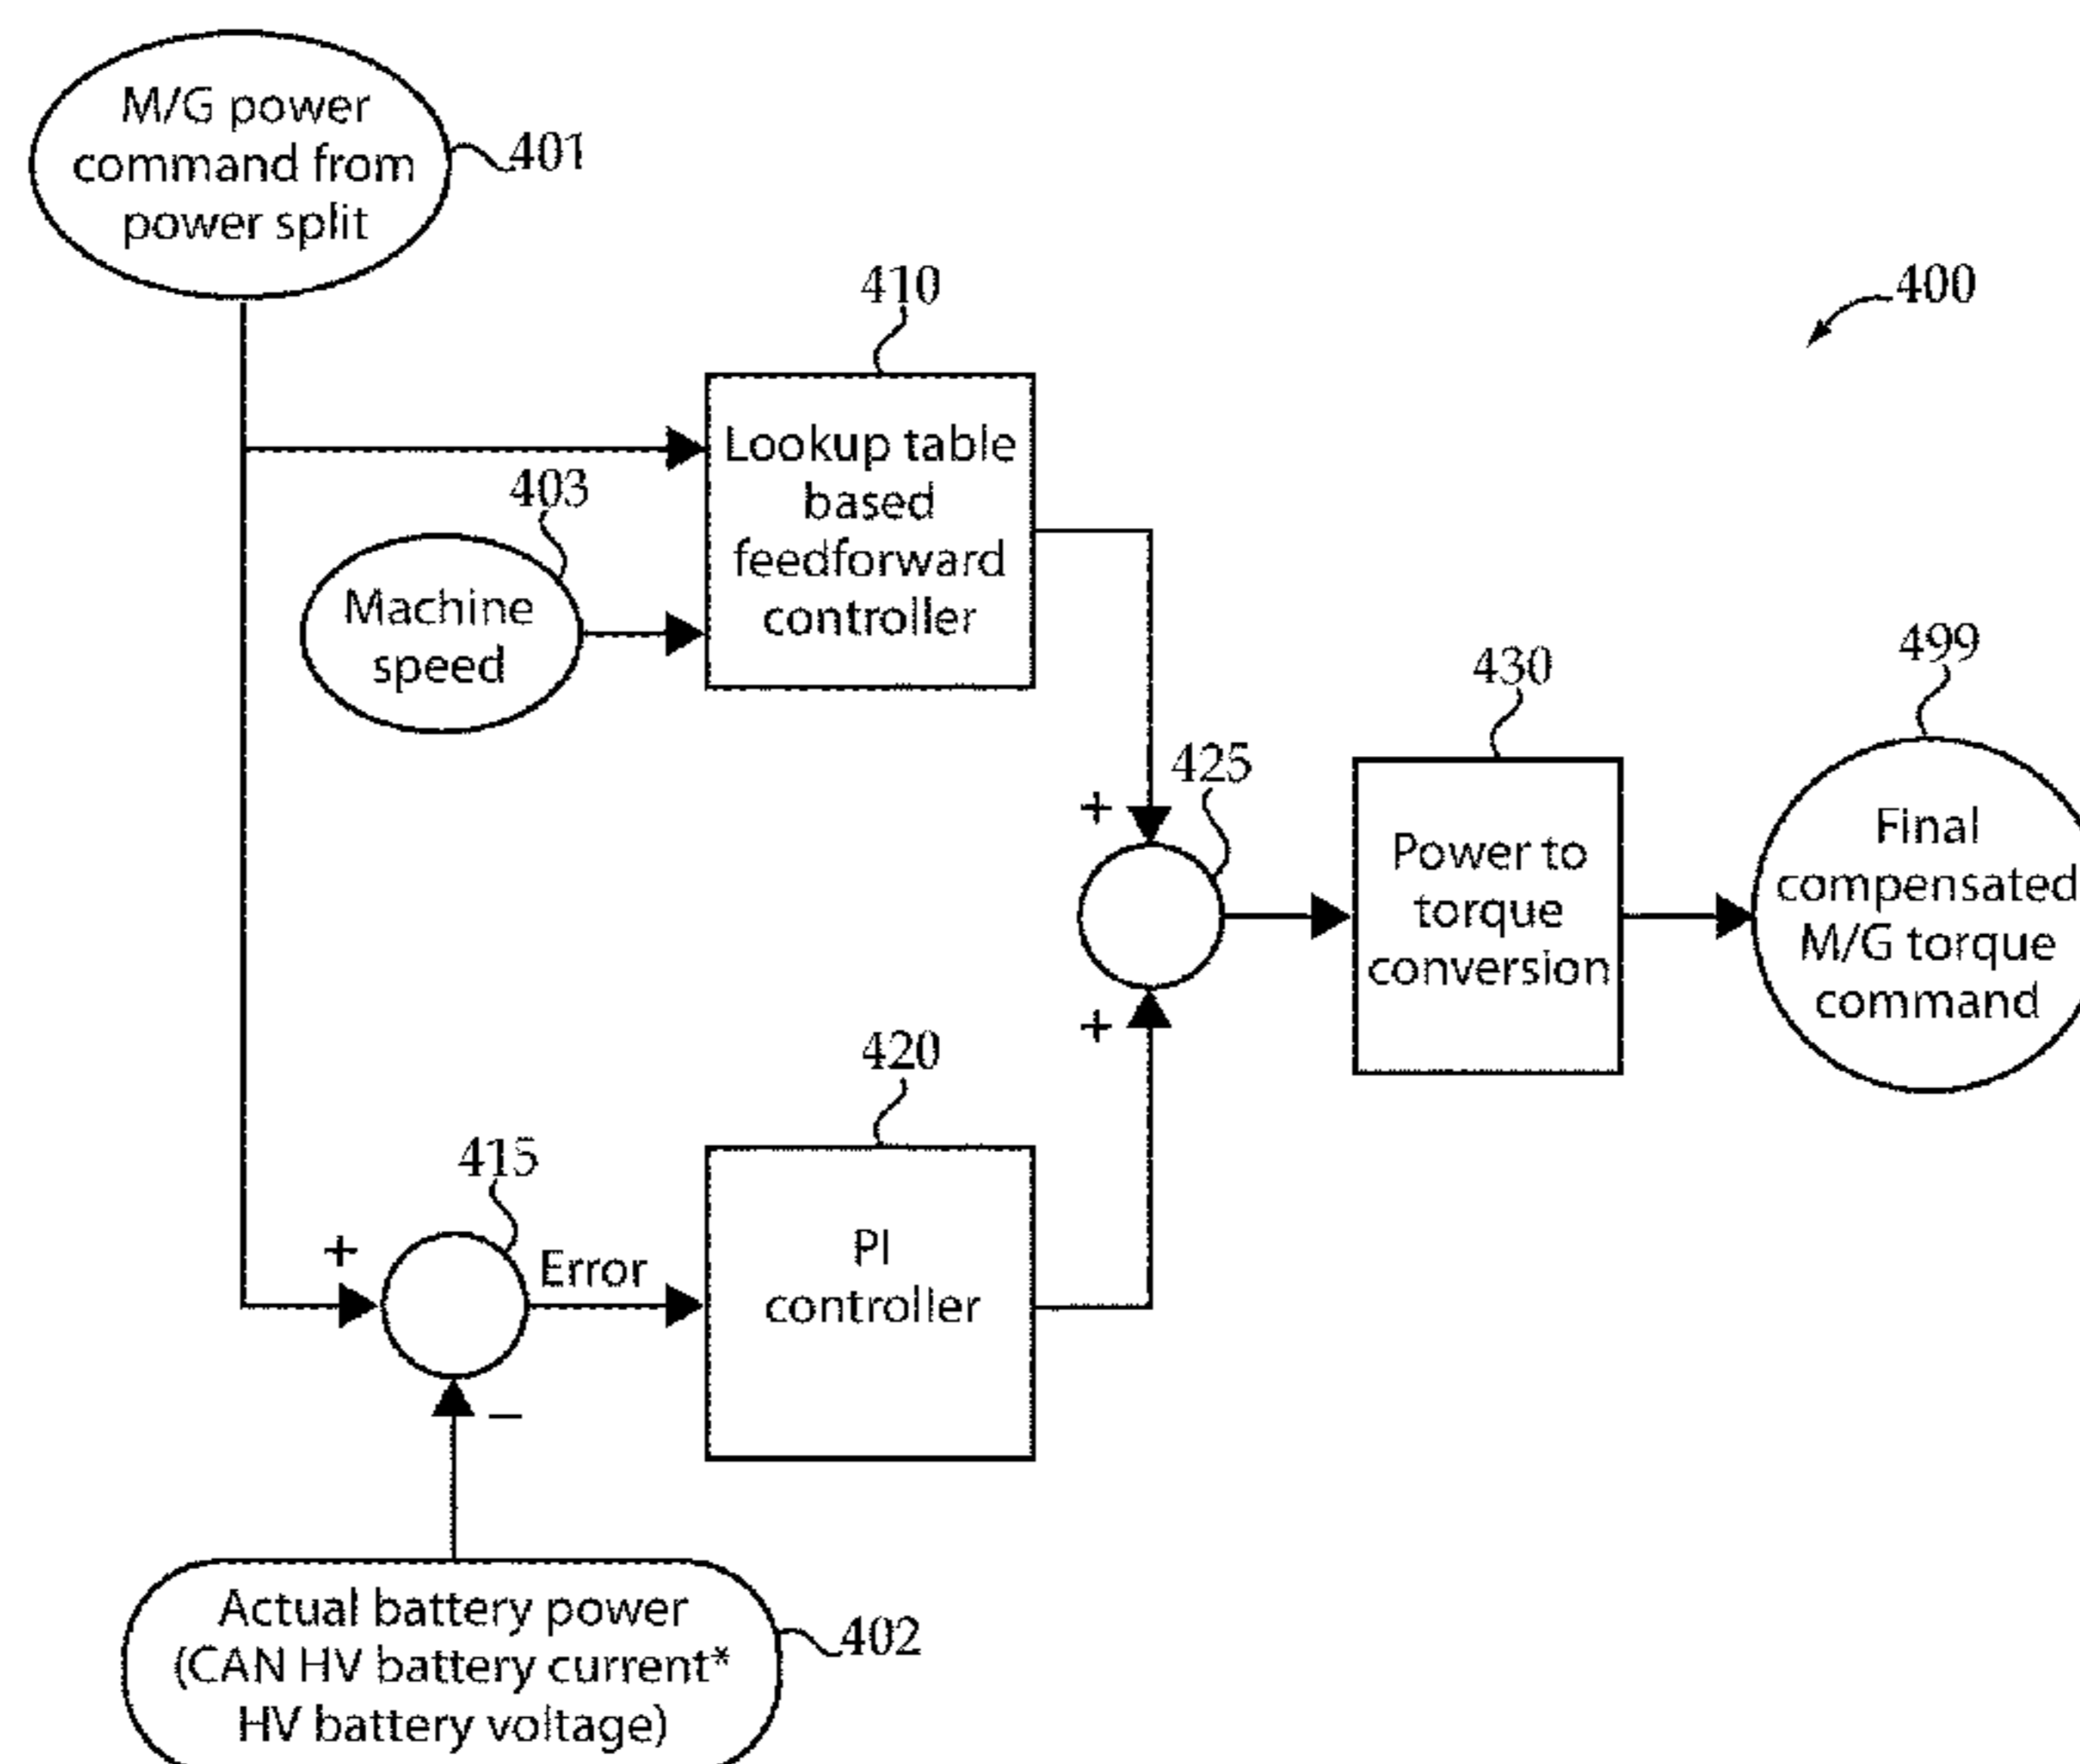 M/G power
command from
power split
401
410
400
Lookup table
based
feedforward
controller
403
Machine
speed
425
+
430
Power to
torque
conversion
499
Final
compensated
M/G torque
command
+
420
PI
controller
415
+
Error
−
Actual battery power
(CAN HV battery current*
HV battery voltage)
402